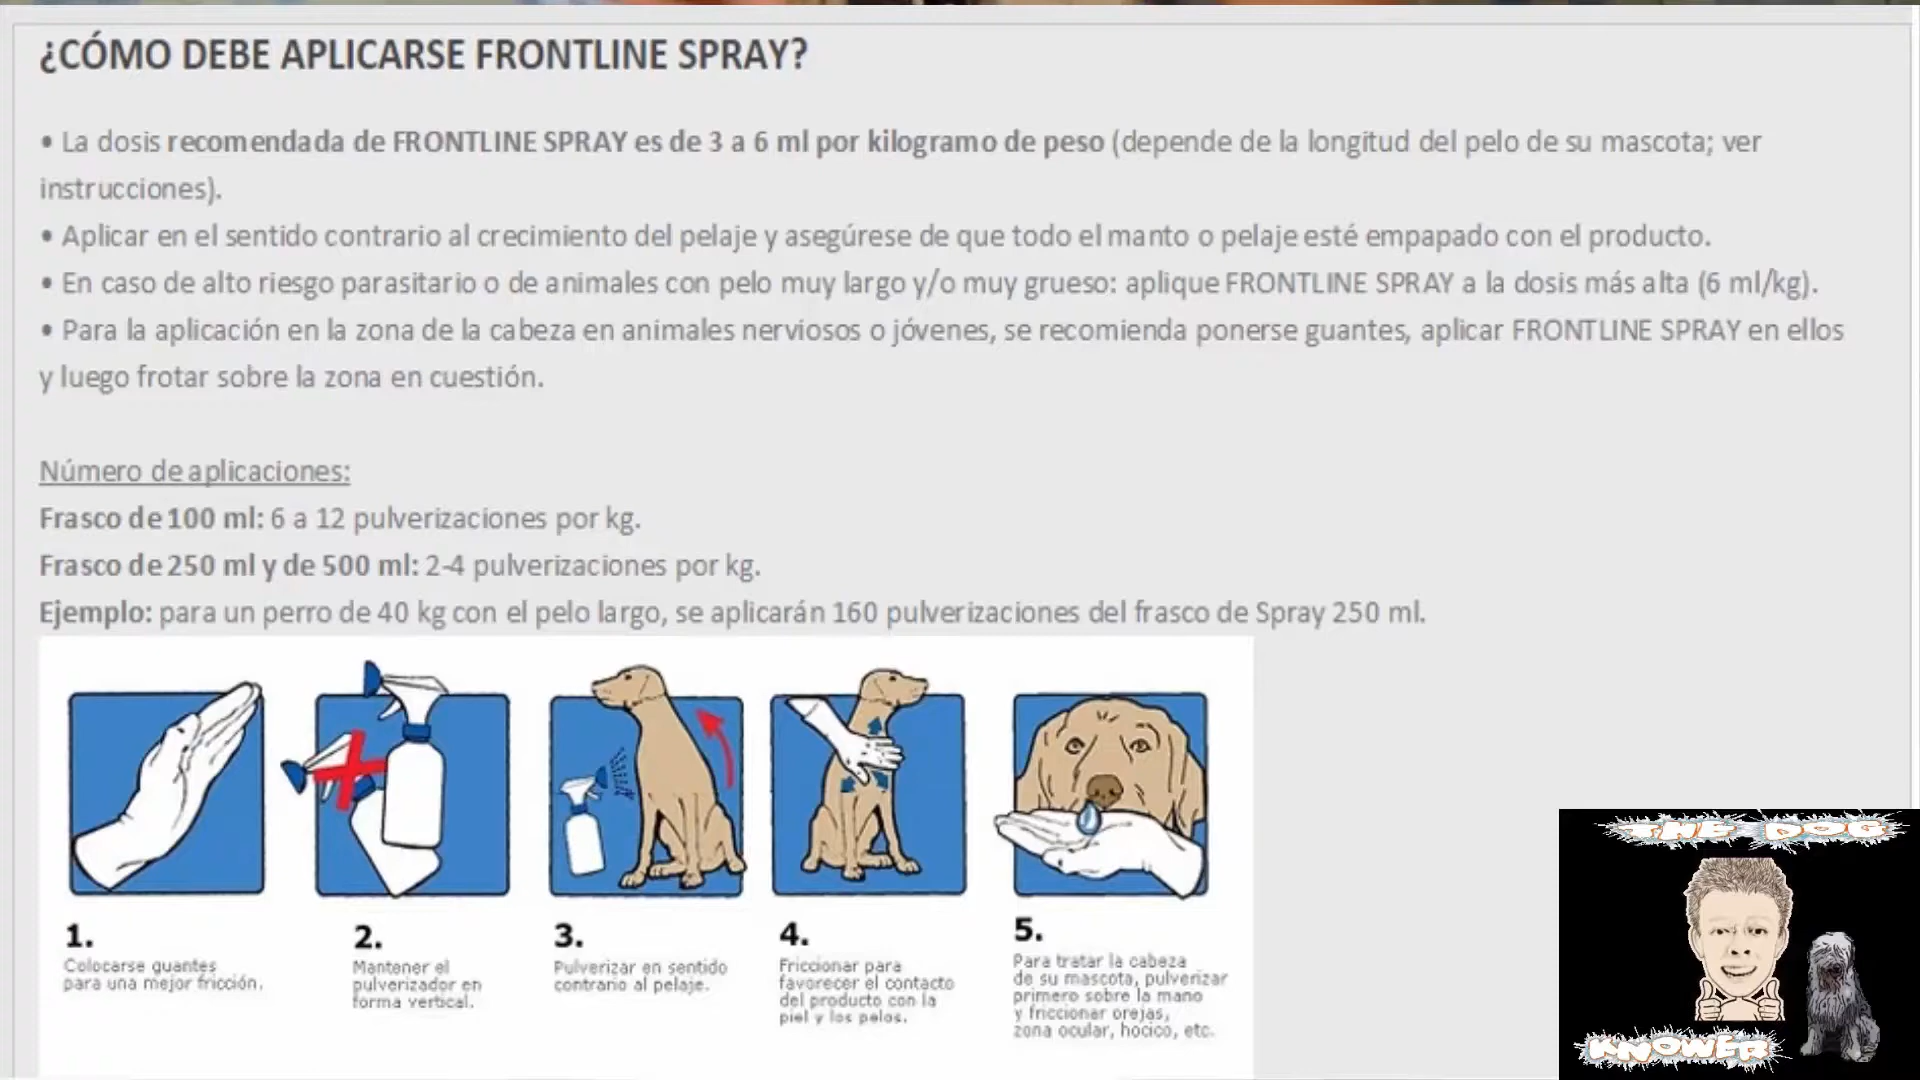 ¿CÓMO DEBE APLICARSE FRONTLINE SPRAY?
• La dosis recomendada de FRONTLINE SPRAY es de 3 a 6 ml por kilogramo de peso (depende de la longitud del pelo de su mascota; ver
instrucciones).
• Aplicar en el sentido contrario al crecimiento del pelaje y asegúrese de que todo el manto o pelaje esté empapado con el producto.
• En caso de alto riesgo parasitario o de animales con pelo muy largo y/o muy grueso: aplique FRONTLINE SPRAY a la dosis más alta (6 ml/kg).
• Para la aplicación en la zona de la cabeza en animales nerviosos o jóvenes, se recomienda ponerse guantes, aplicar FRONTLINE SPRAY en ellos
y luego frotar sobre la zona en cuestión.
Número de aplicaciones:
Frasco de 100 ml: 6 a 12 pulverizaciones por kg.
Frasco de 250 ml y de 500 ml: 2-4 pulverizaciones por kg.
Ejemplo: para un perro de 40 kg con el pelo largo, se aplicarán 160 pulverizaciones del frasco de Spray 250 ml.
1.
Colocarse guantes
para una mejor fricción.
2.
Mantener el
pulverizador en
forma vertical.
3.
Pulverizar en sentido
contrario al pelaje.
4.
Friccionar para
favorecer el contacto
del producto con la
piel y los pelos.
5.
Para tratar la cabeza
de su mascota, pulverizar
primero sobre la mano
y friccionar orejas,
zona ocular, hocico, etc.
THE DOG
KNOWER